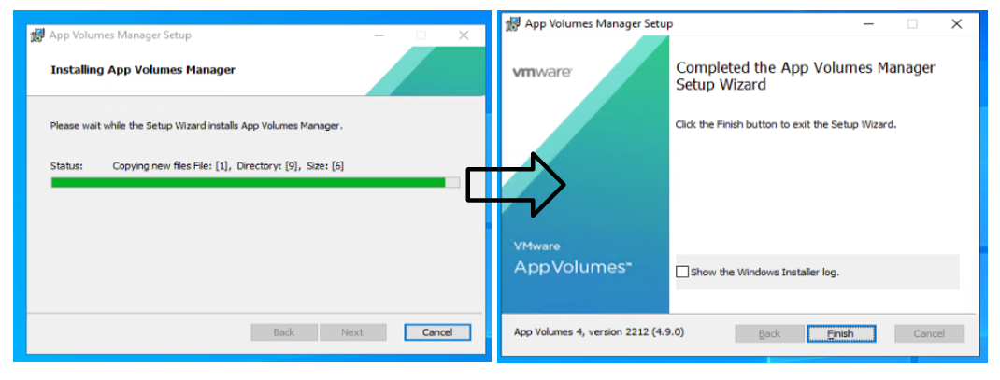 App Volumes Manager Setup
Installing App Volumes Manager
Please wait while the Setup Wizard installs App Volumes Manager.
Status: Copying new files File: [1], Directory: [9], Size: [6]
Back Next Cancel
App Volumes Manager Setup
vmware
Completed the App Volumes Manager
Setup Wizard
Click the Finish button to exit the Setup Wizard.
VMware
App Volumes™
Show the Windows Installer log.
App Volumes 4, version 2212 (4.9.0)
Back Finish Cancel